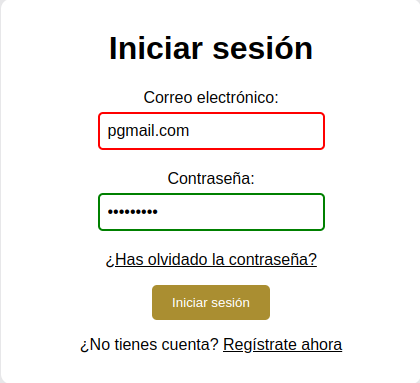 Iniciar sesión
Correo electrónico:
pgmail.com
Contraseña:
•••••••••
¿Has olvidado la contraseña?
Iniciar sesión
¿No tienes cuenta? Regístrate ahora